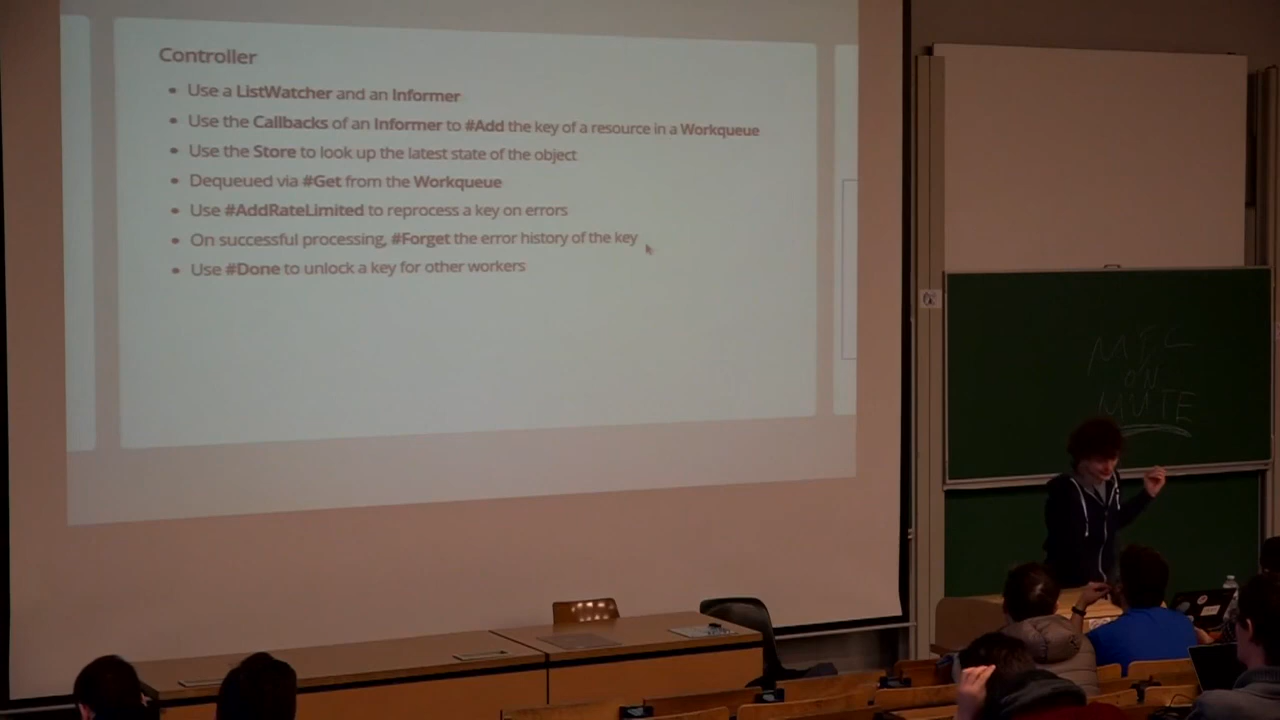 Controller
• Use a ListWatcher and an Informer
• Use the Callbacks of an Informer to #Add the key of a resource in a Workqueue
• Use the Store to look up the latest state of the object
• Dequeued via #Get from the Workqueue
• Use #AddRateLimited to reprocess a key on errors
• On successful processing, #Forget the error history of the key
• Use #Done to unlock a key for other workers
MIC
ON
MUTE